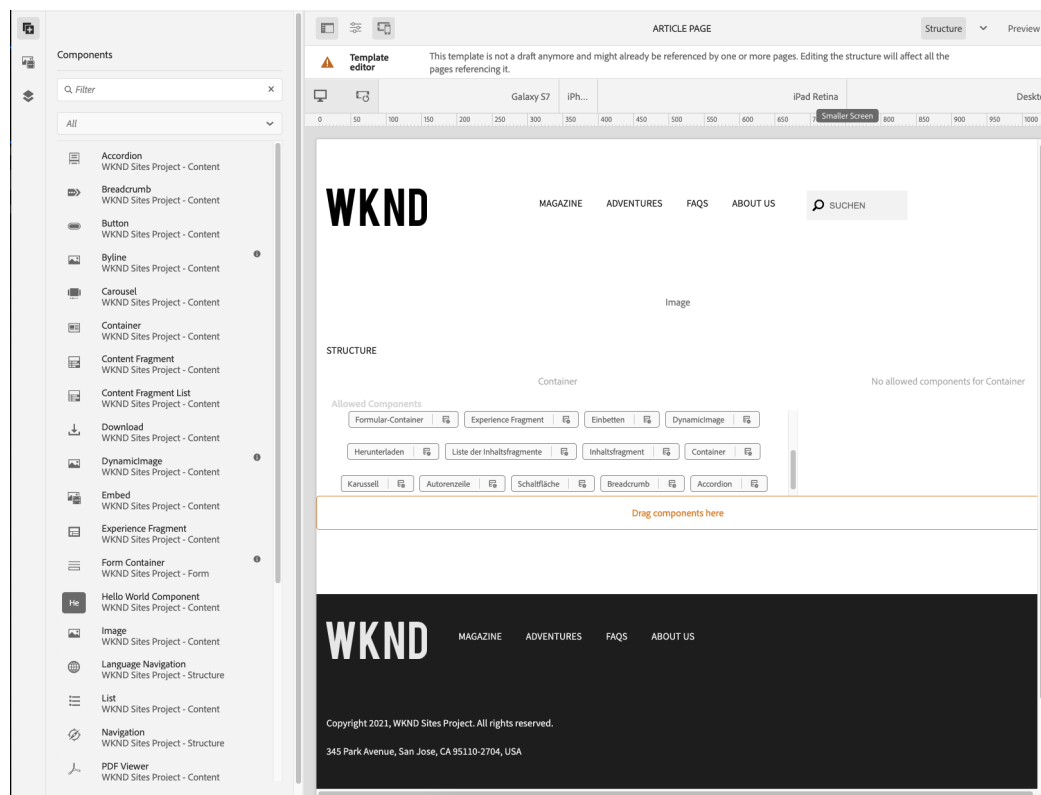 ARTICLE PAGE
Structure
Preview
Components
Template editor
This template is not a draft anymore and might already be referenced by one or more pages. Editing the structure will affect all the
pages referencing it.
Filter
All
Galaxy S7
iPh...
iPad Retina
Deskt
Smaller Screen
0 50 100 150 200 250 300 350 400 450 500 550 600 650 800 850 900 950 1000
Accordion
WKND Sites Project - Content
Breadcrumb
WKND Sites Project - Content
Button
WKND Sites Project - Content
Byline
WKND Sites Project - Content
Carousel
WKND Sites Project - Content
Container
WKND Sites Project - Content
Content Fragment
WKND Sites Project - Content
Content Fragment List
WKND Sites Project - Content
Download
WKND Sites Project - Content
DynamicImage
WKND Sites Project - Content
Embed
WKND Sites Project - Content
Experience Fragment
WKND Sites Project - Content
Form Container
WKND Sites Project - Form
He
Hello World Component
WKND Sites Project - Content
Image
WKND Sites Project - Content
Language Navigation
WKND Sites Project - Structure
List
WKND Sites Project - Content
Navigation
WKND Sites Project - Structure
PDF Viewer
WKND Sites Project - Content
WKND
MAGAZINE ADVENTURES FAQS ABOUT US
SUCHEN
Image
STRUCTURE
Container
No allowed components for Container
Allowed Components
Formular-Container Experience Fragment Einbetten DynamicImage
Herunterladen Liste der Inhaltsfragmente Inhaltsfragment Container
Karussell Autorenzeile Schaltfläche Breadcrumb Accordion
Drag components here
WKND
MAGAZINE ADVENTURES FAQS ABOUT US
Copyright 2021, WKND Sites Project. All rights reserved.
345 Park Avenue, San Jose, CA 95110-2704, USA